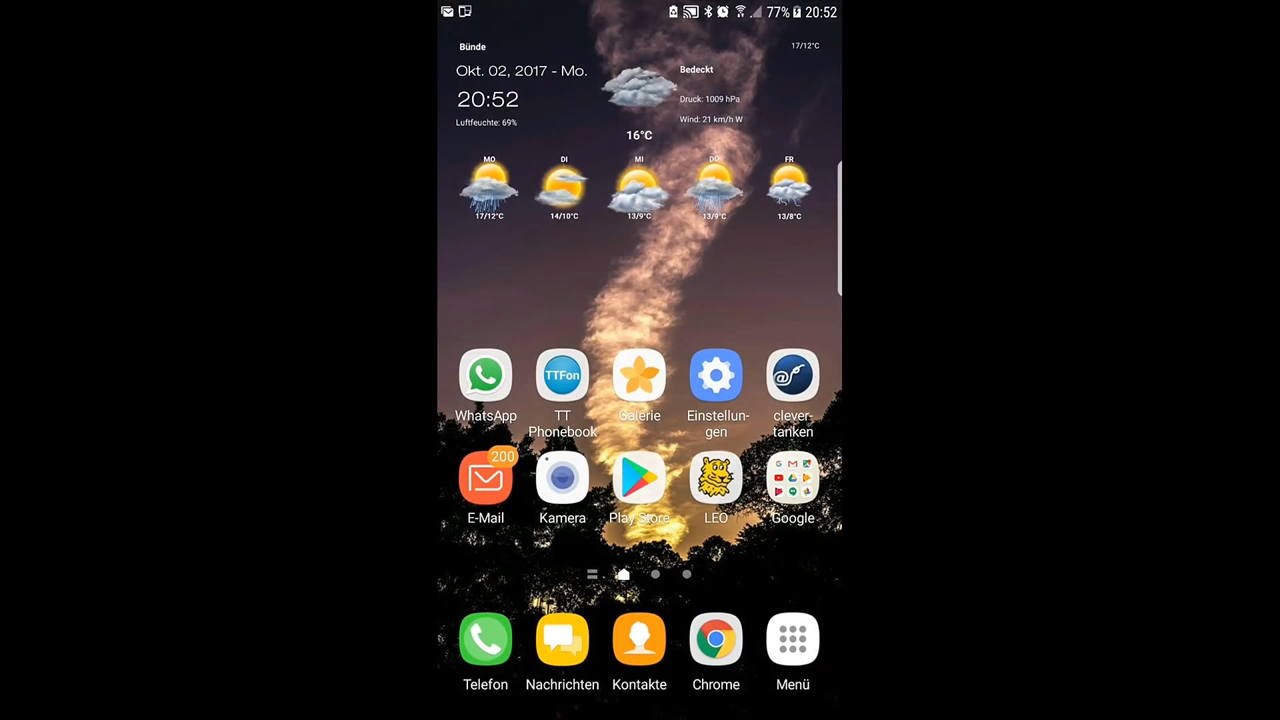 77% 20:52
Bünde
17/12°C
Okt. 02, 2017 - Mo.
Bedeckt
20:52
Druck: 1009 hPa
Luftfeuchte: 69%
Wind: 21 km/h W
16°C
MO DI MI DO FR
17/12°C 14/10°C 13/9°C 13/9°C 13/8°C
TTFon
WhatsApp TT Galerie Einstellun- clever-
Phonebook gen tanken
200
E-Mail Kamera Play Store LEO Google
Telefon Nachrichten Kontakte Chrome Menü